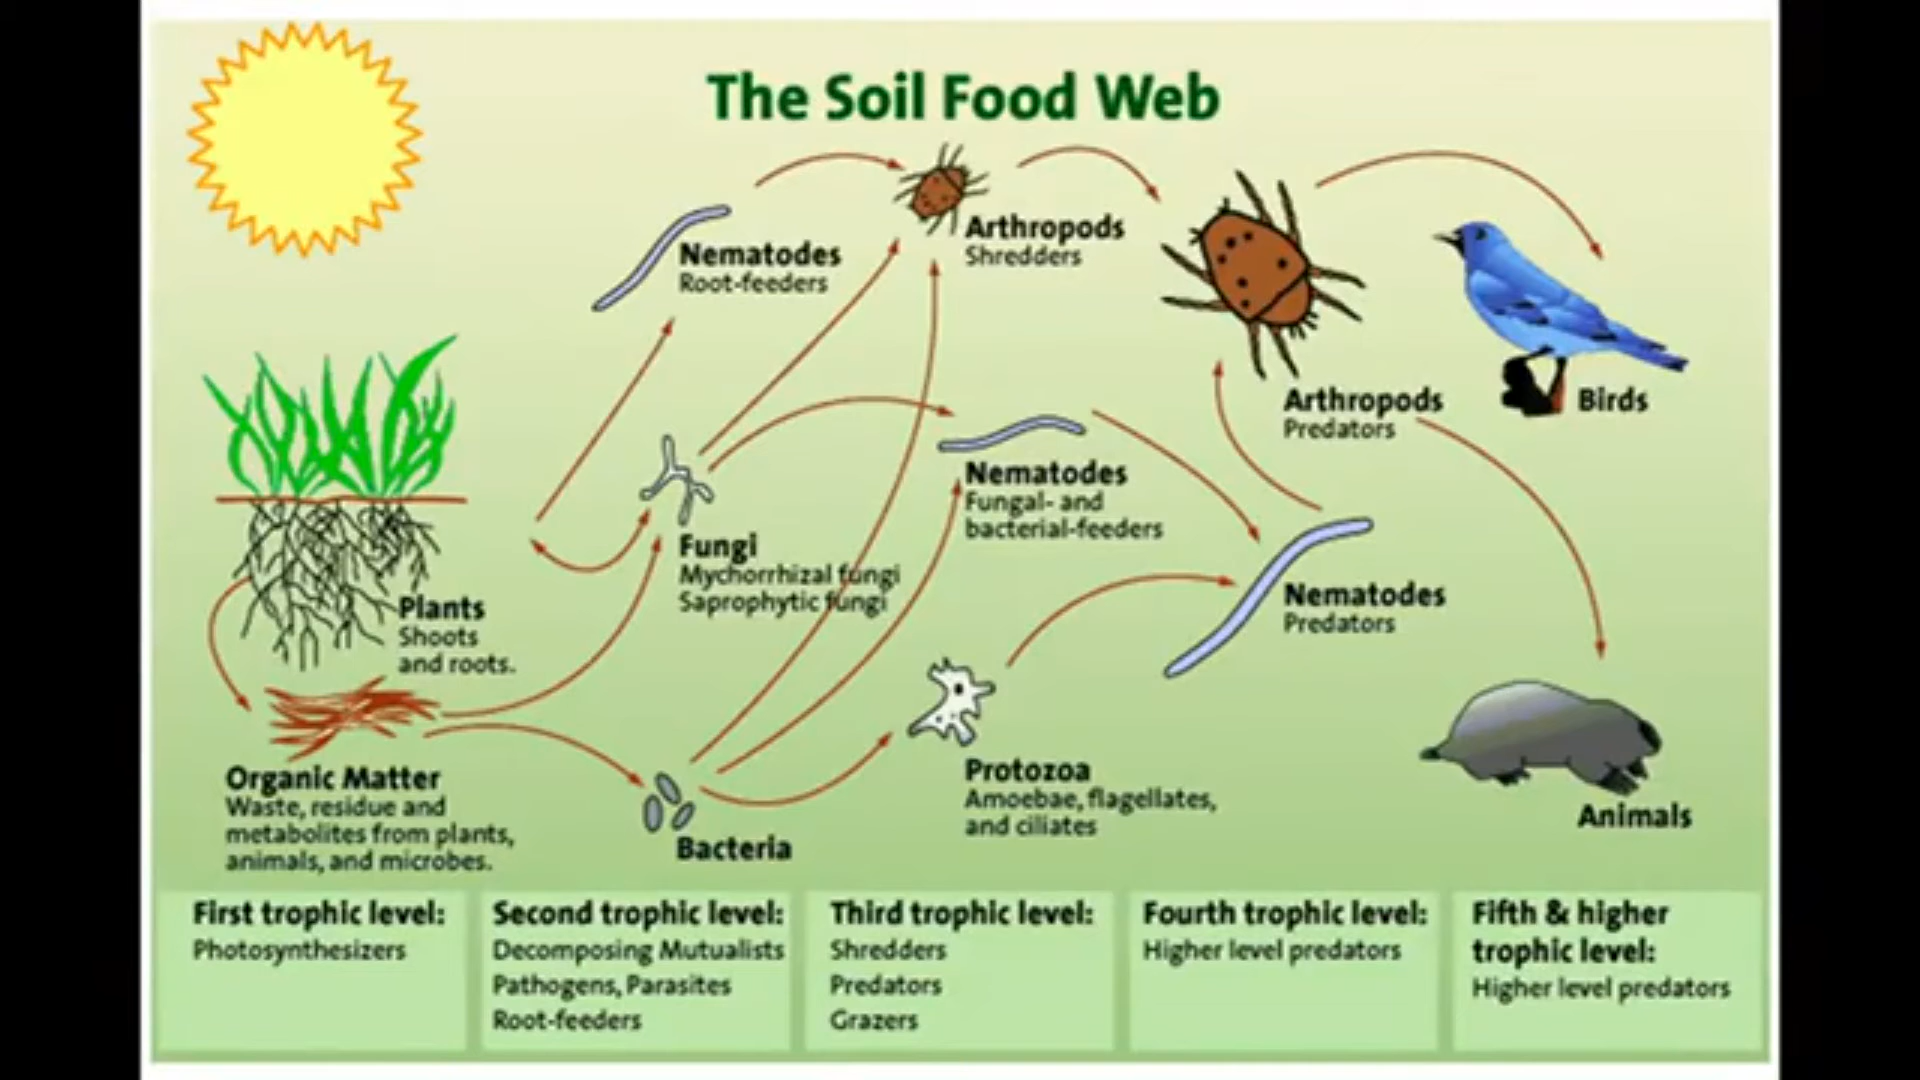 The Soil Food Web
Nematodes
Root-feeders
Arthropods
Shredders
Arthropods
Predators
Birds
Nematodes
Fungal- and
bacterial-feeders
Fungi
Mychorrhizal fungi
Saprophytic fungi
Plants
Shoots
and roots.
Nematodes
Predators
Organic Matter
Waste, residue and
metabolites from plants,
animals, and microbes.
Bacteria
Protozoa
Amoebae, flagellates,
and ciliates
Animals
First trophic level:
Photosynthesizers
Second trophic level:
Decomposing Mutualists
Pathogens, Parasites
Root-feeders
Third trophic level:
Shredders
Predators
Grazers
Fourth trophic level:
Higher level predators
Fifth & higher
trophic level:
Higher level predators